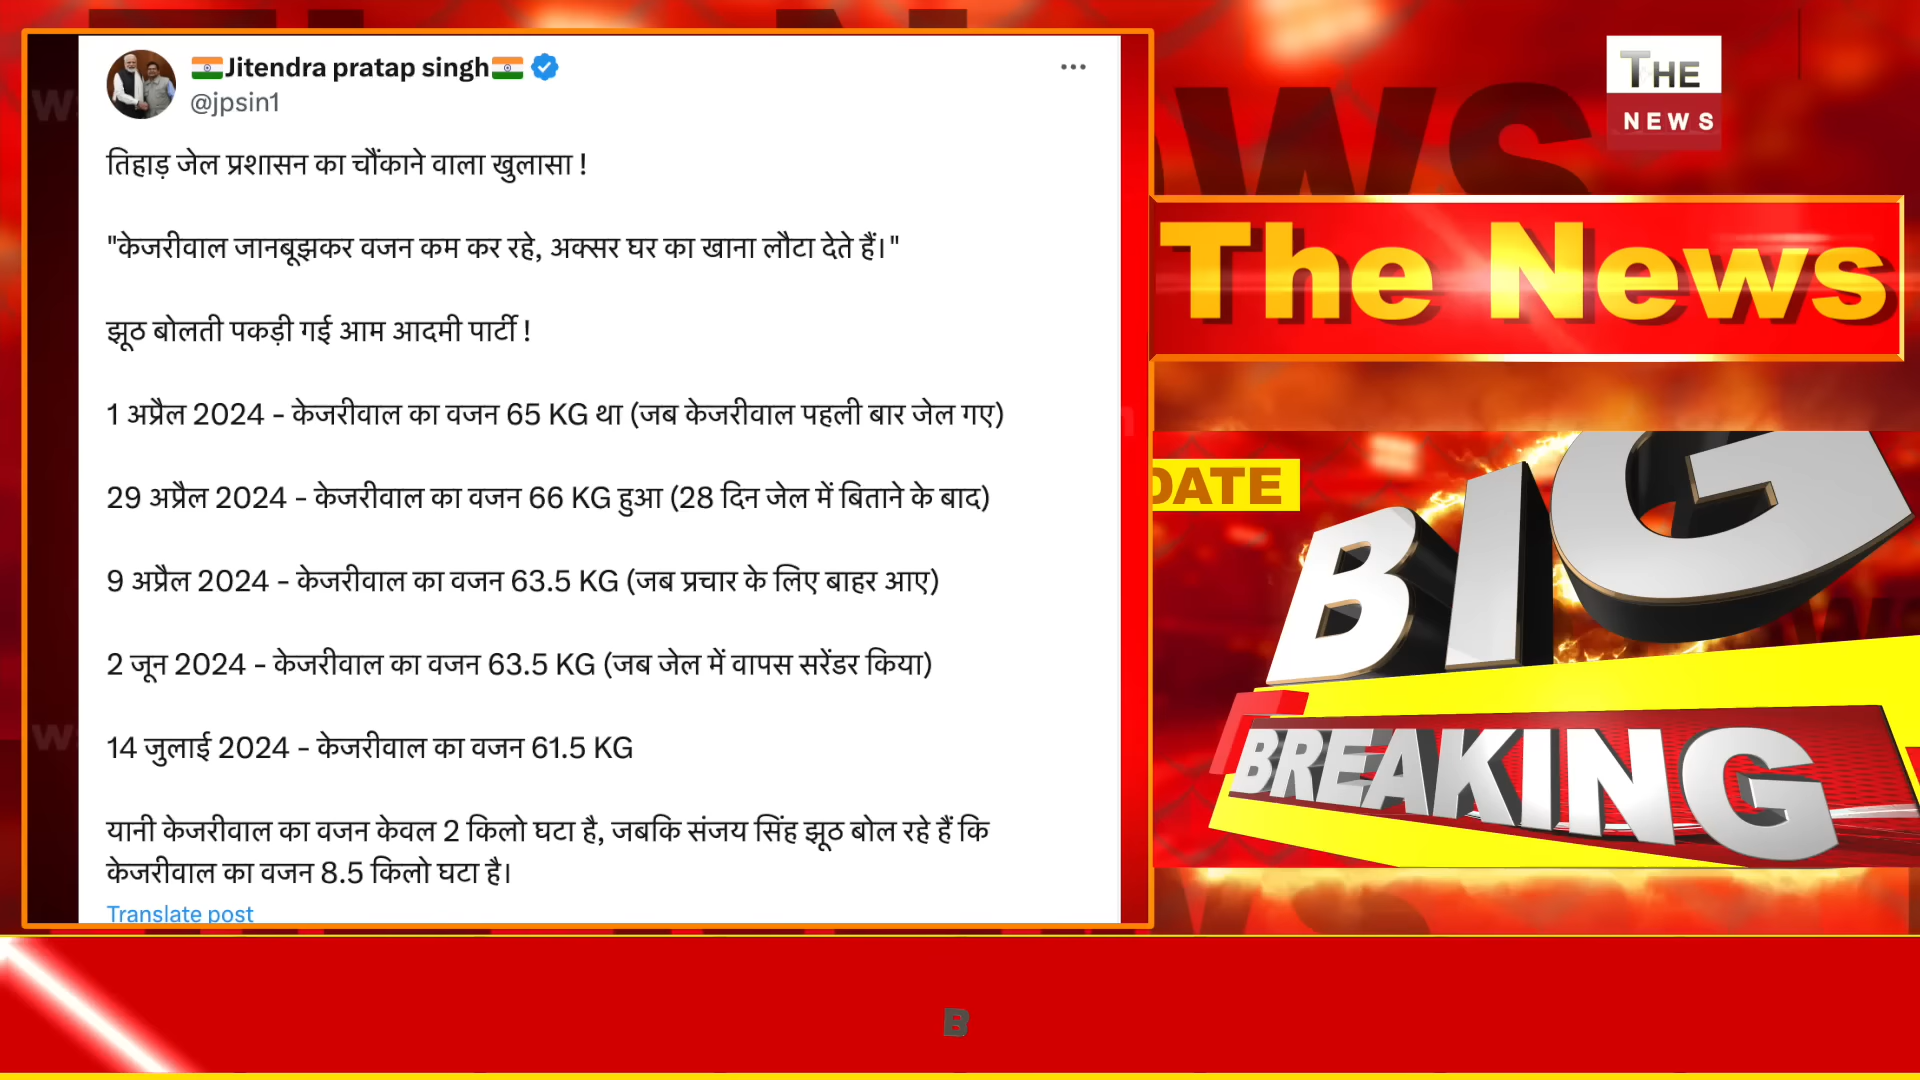 Jitendra pratap singh
@jpsin1
तिहाड़ जेल प्रशासन का चौंकाने वाला खुलासा !
"केजरीवाल जानबूझकर वजन कम कर रहे, अक्सर घर का खाना लौटा देते हैं।"
झूठ बोलती पकड़ी गई आम आदमी पार्टी !
1 अप्रैल 2024 - केजरीवाल का वजन 65 KG था (जब केजरीवाल पहली बार जेल गए)
29 अप्रैल 2024 - केजरीवाल का वजन 66 KG हुआ (28 दिन जेल में बिताने के बाद)
9 अप्रैल 2024 - केजरीवाल का वजन 63.5 KG (जब प्रचार के लिए बाहर आए)
2 जून 2024 - केजरीवाल का वजन 63.5 KG (जब जेल में वापस सरेंडर किया)
14 जुलाई 2024 - केजरीवाल का वजन 61.5 KG
यानी केजरीवाल का वजन केवल 2 किलो घटा है, जबकि संजय सिंह झूठ बोल रहे हैं कि
केजरीवाल का वजन 8.5 किलो घटा है।
Translate post
THE
NEWS
The News
DATE
BIG
BREAKING
B